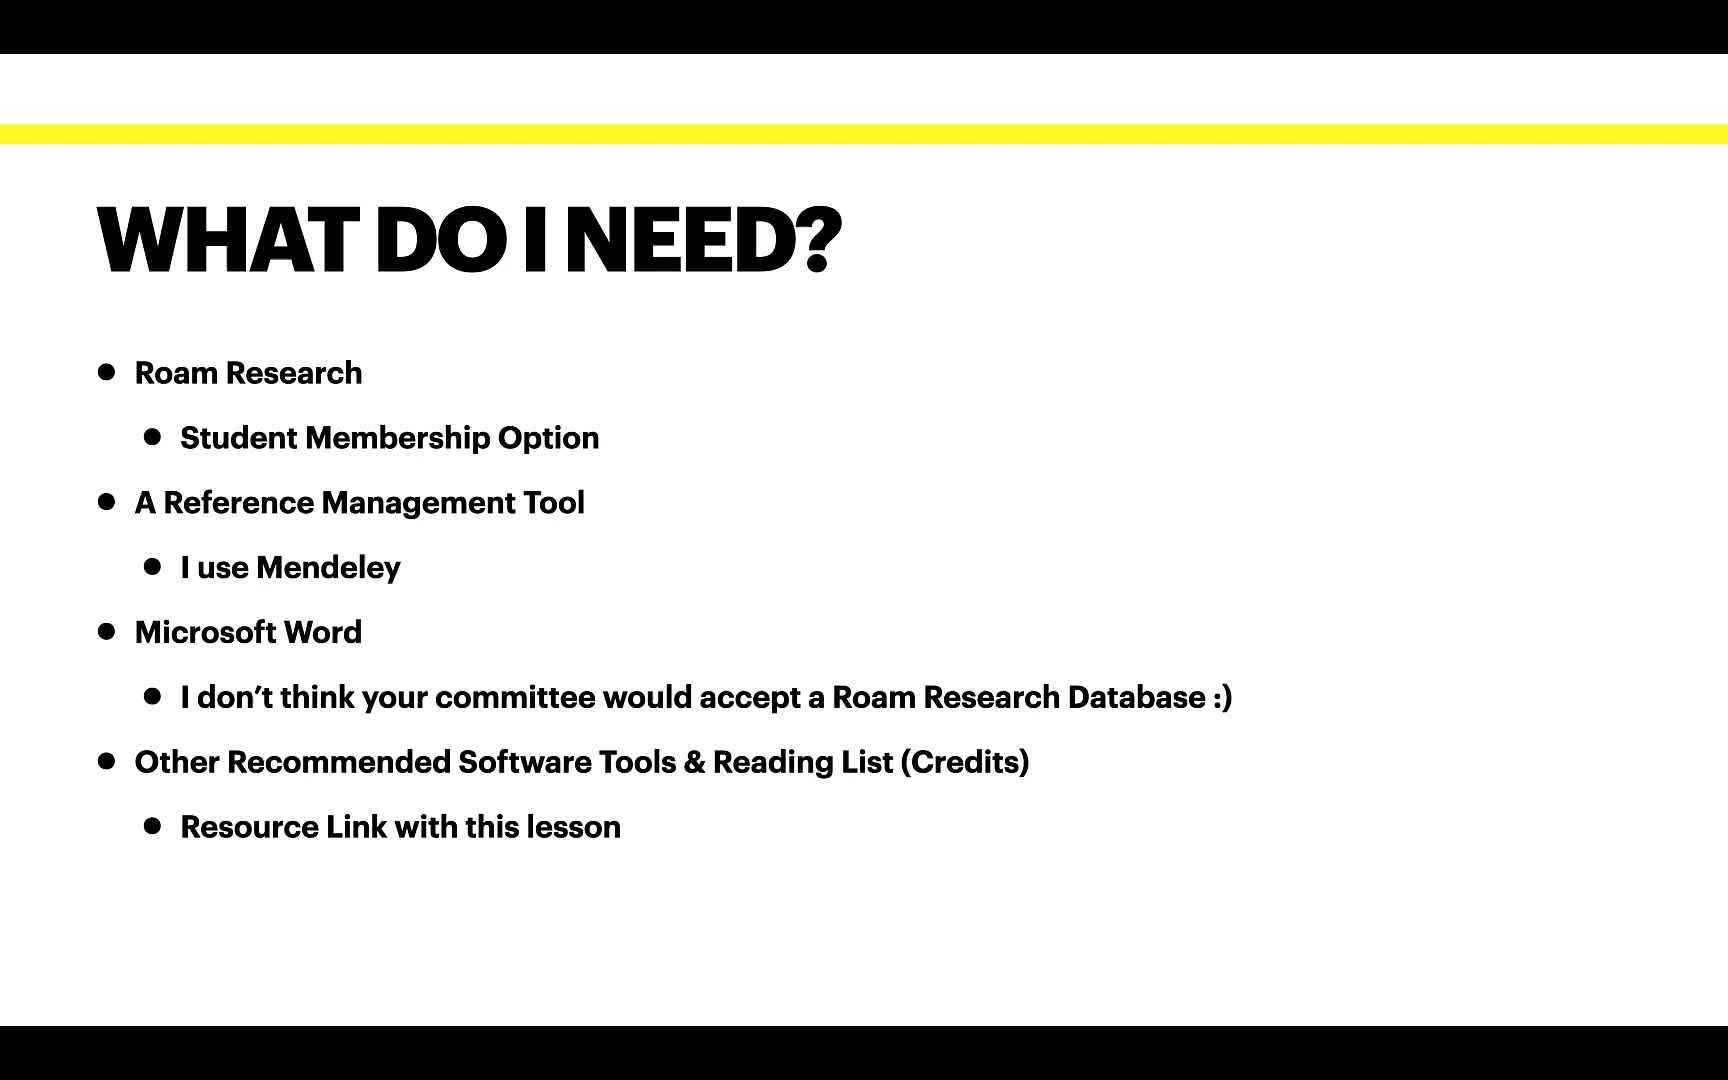 WHAT DO I NEED?
● Roam Research
● Student Membership Option
● A Reference Management Tool
● I use Mendeley
● Microsoft Word
● I don’t think your committee would accept a Roam Research Database :)
● Other Recommended Software Tools & Reading List (Credits)
● Resource Link with this lesson